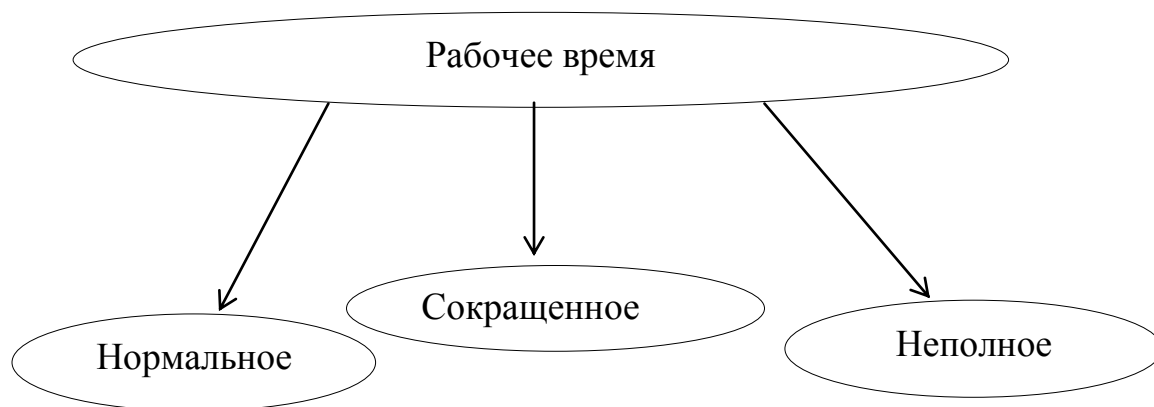 Рабочее время
Сокращенное
Нормальное
Неполное